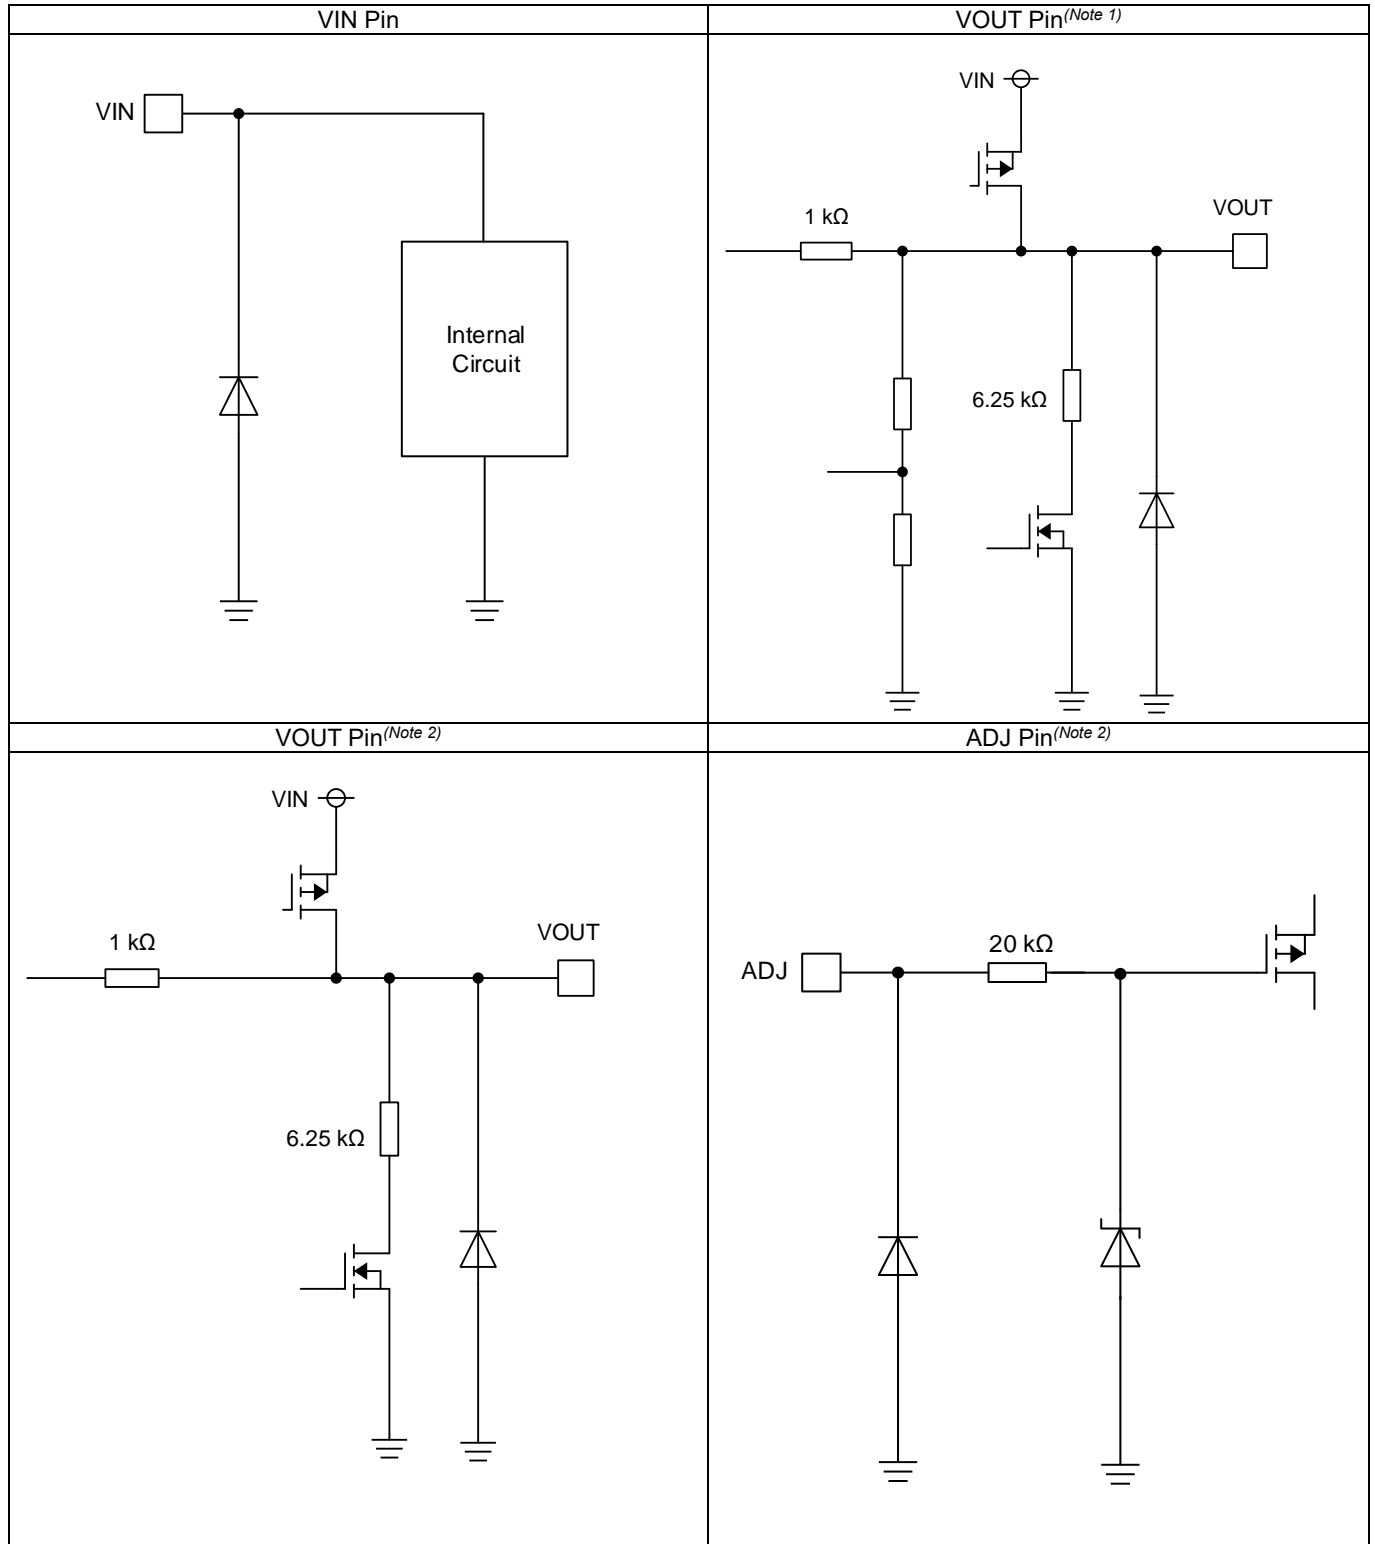 VIN Pin
VOUT Pin(Note 1)
VIN
Internal
Circuit
VIN
1 kΩ
VOUT
6.25 kΩ
VOUT Pin(Note 2)
ADJ Pin(Note 2)
VIN
1 kΩ
VOUT
6.25 kΩ
ADJ
20 kΩ